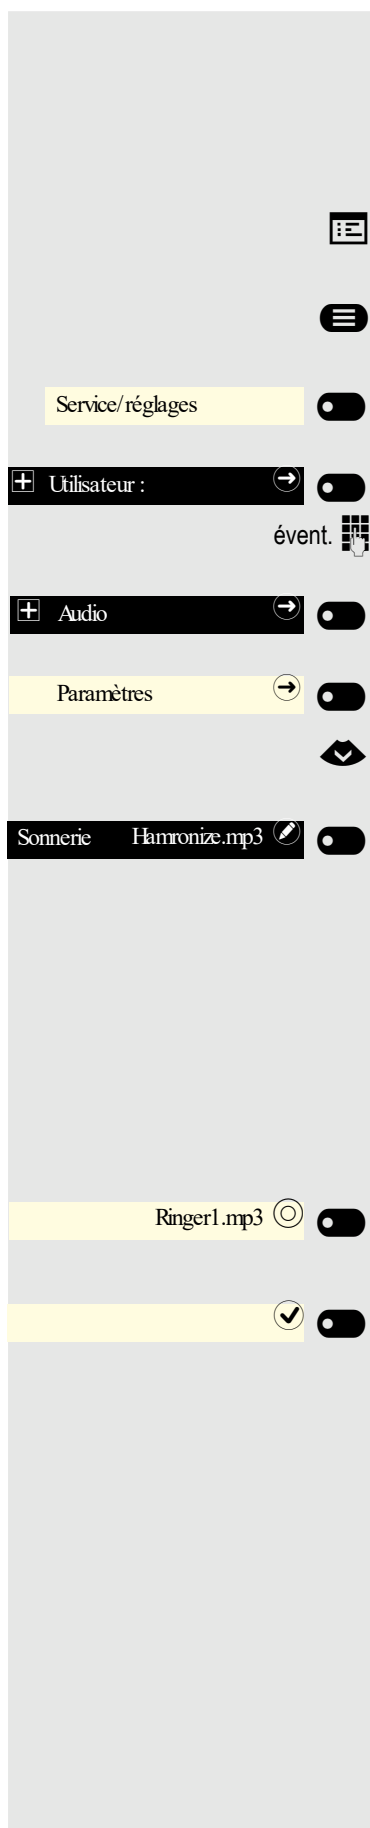 Service/réglages
Utilisateur :
évent.
Audio
Paramètres
Sonnerie Hamronize.mp3
Ringer1.mp3